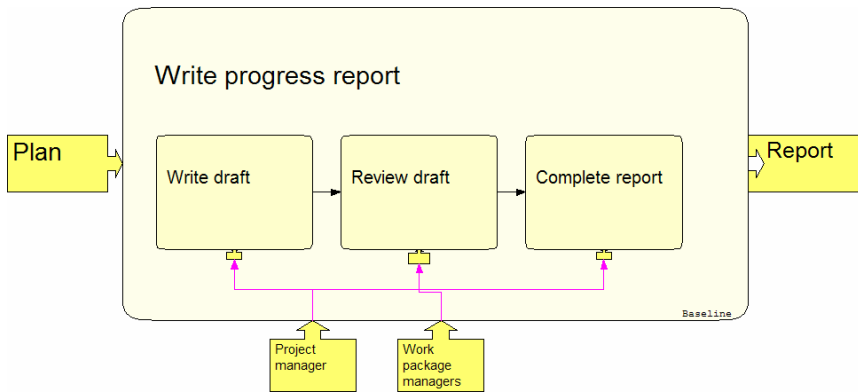 Write progress report
Plan
Report
Write draft
Review draft
Complete report
Baseline
Project
manager
Work
package
managers